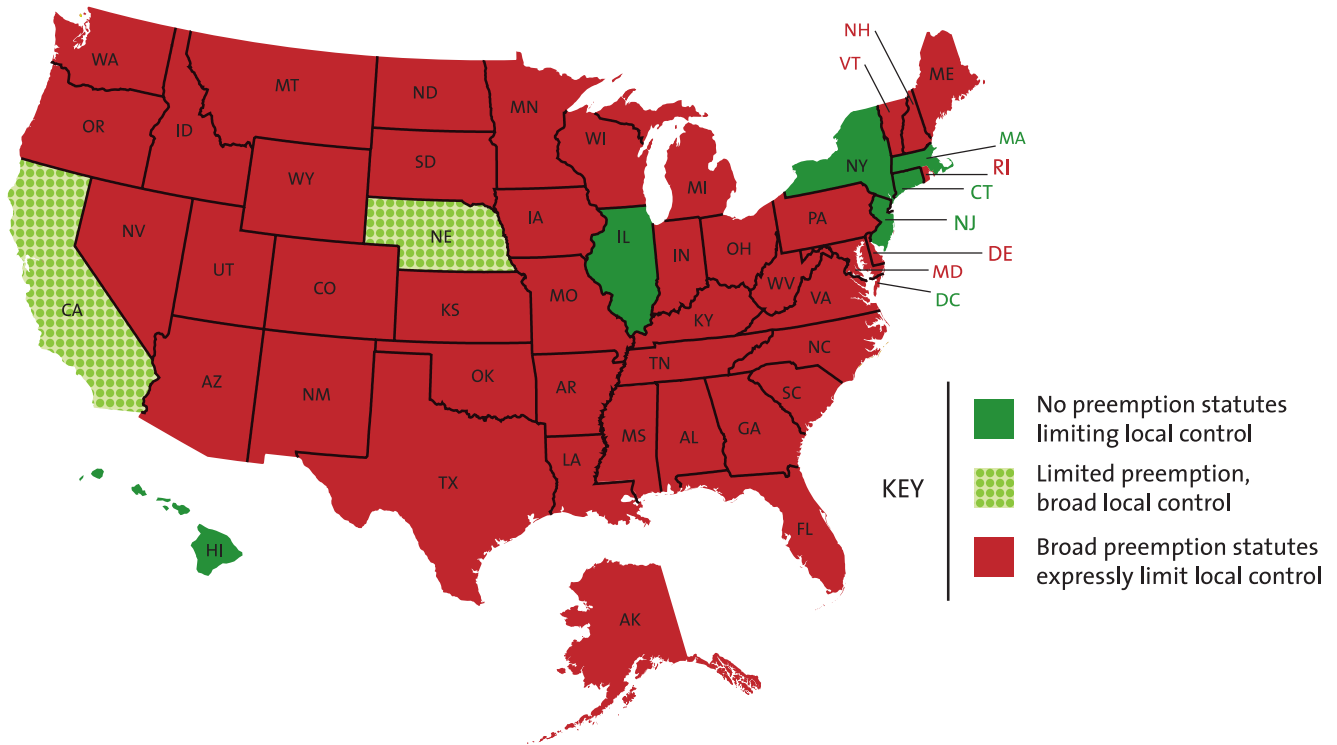 NH
VT
WA
ME
MT
ND
MN
OR
ID
WI
MA
SD
NY
RI
WY
MI
CT
IA
PA
NJ
NV
NE
IL
OH
DE
IN
UT
MD
CO
MO
WV
VA
DC
CA
KS
KY
NC
TN
AZ
OK
AR
SC
NM
MS
AL
GA
LA
TX
FL
HI
AK
KEY
No preemption statutes
limiting local control
Limited preemption,
broad local control
Broad preemption statutes
expressly limit local control